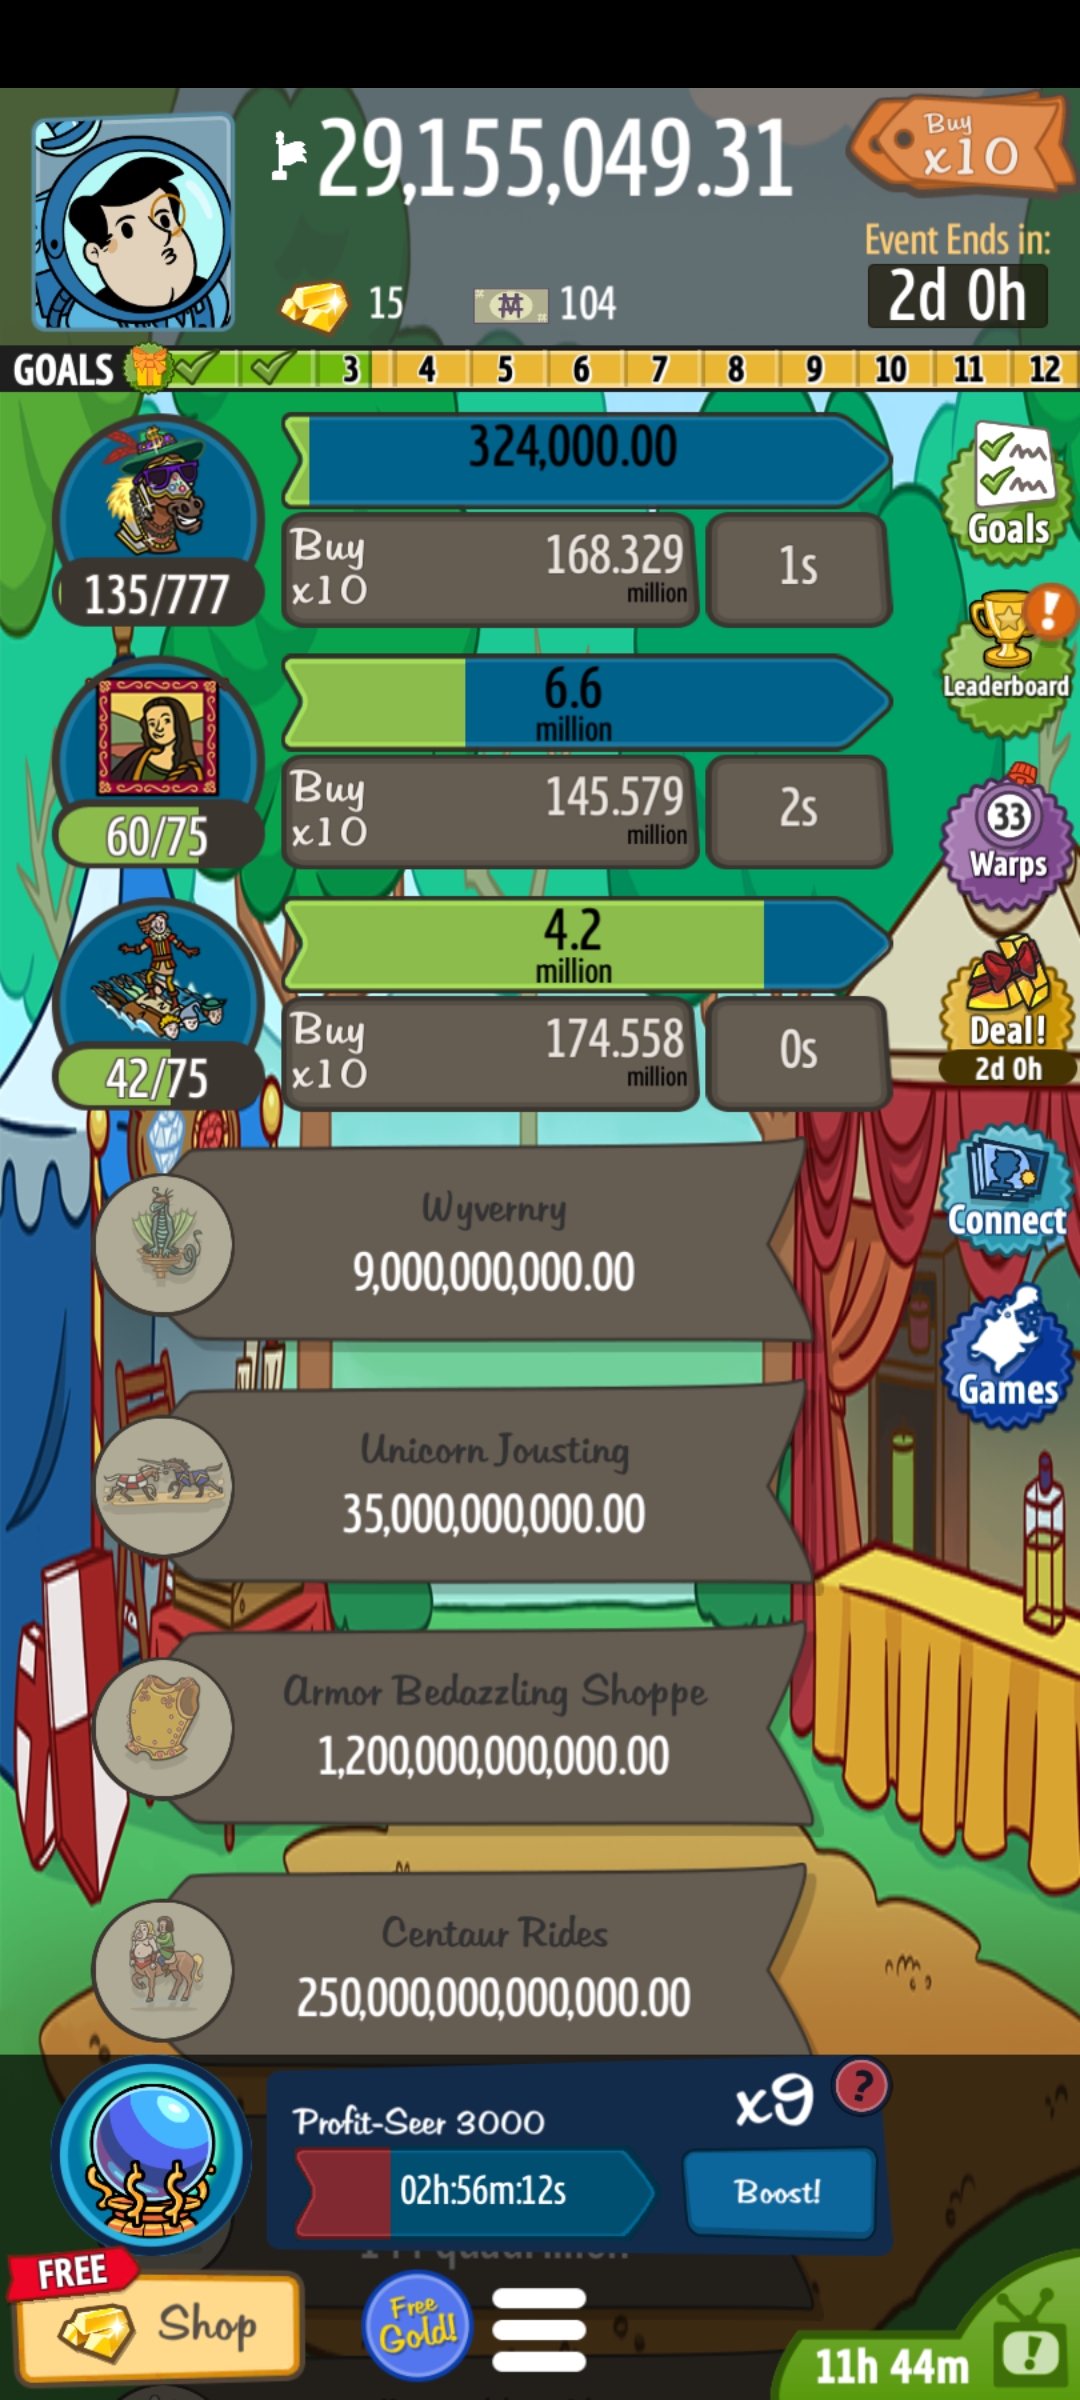 29,155,049.31
Buy
x10
Event Ends in:
2d 0h
15
104
GOALS 3 4 5 6 7 8 9 10 11 12
324,000.00
135/777
Buy
x10
168.329
million
1s
Goals
6.6
million
60/75
Buy
x10
145.579
million
2s
Leaderboard
33
Warps
4.2
million
42/75
Buy
x10
174.558
million
0s
Deal!
2d 0h
Wyvernry
9,000,000,000.00
Connect
Unicorn Jousting
35,000,000,000.00
Games
Armor Bedazzling Shoppe
1,200,000,000,000.00
Centaur Rides
250,000,000,000,000.00
Profit-Seer 3000
x9
?
02h:56m:12s
Boost!
FREE
Shop
Free
Gold!
11h 44m
!